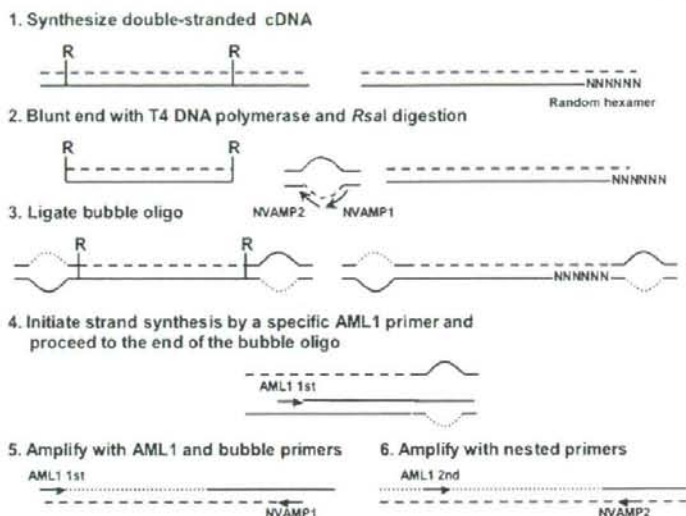 1. Synthesize double-stranded cDNA
R R
NNNNNN
Random hexamer
2. Blunt end with T4 DNA polymerase and RsaI digestion
R R
NNNNNN
NVAMP2 NVAMP1
3. Ligate bubble oligo
R R
NNNNNN
4. Initiate strand synthesis by a specific AML1 primer and
proceed to the end of the bubble oligo
AML1 1st
5. Amplify with AML1 and bubble primers 6. Amplify with nested primers
AML1 1st AML1 2nd
NVAMP1 NVAMP2